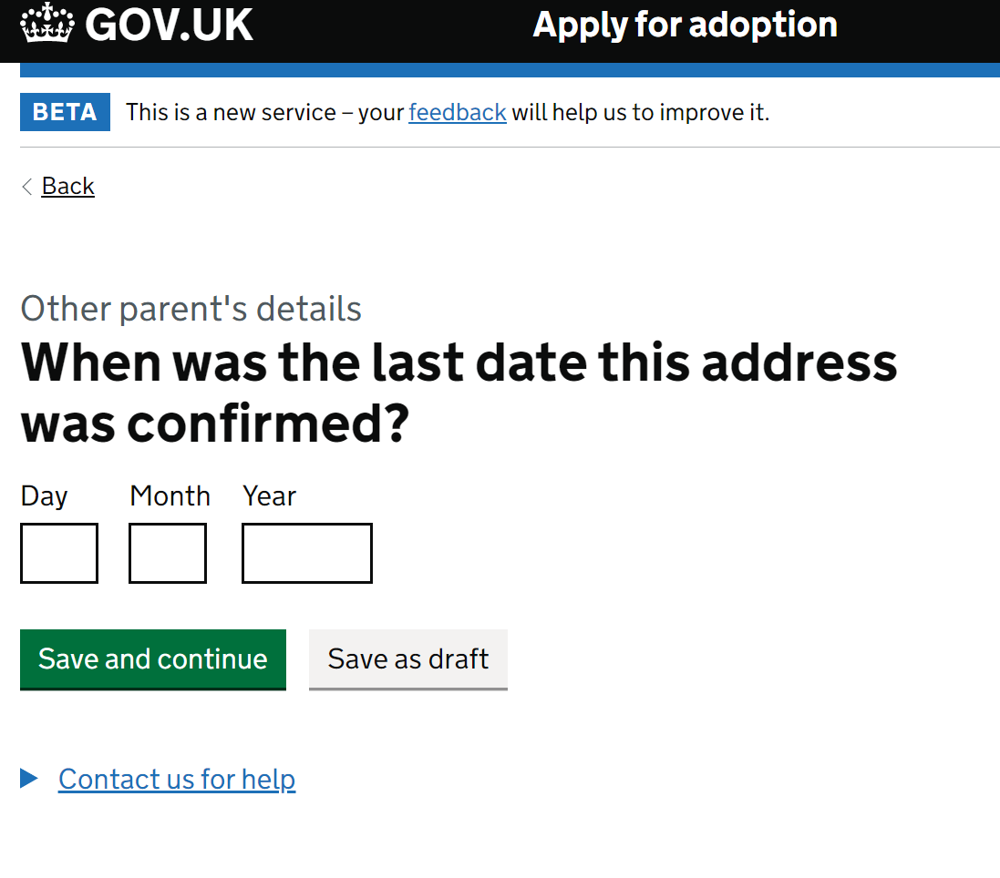 GOV.UK Apply for adoption
BETA This is a new service – your feedback will help us to improve it.
Back
Other parent's details
When was the last date this address
was confirmed?
Day Month Year
Save and continue Save as draft
Contact us for help